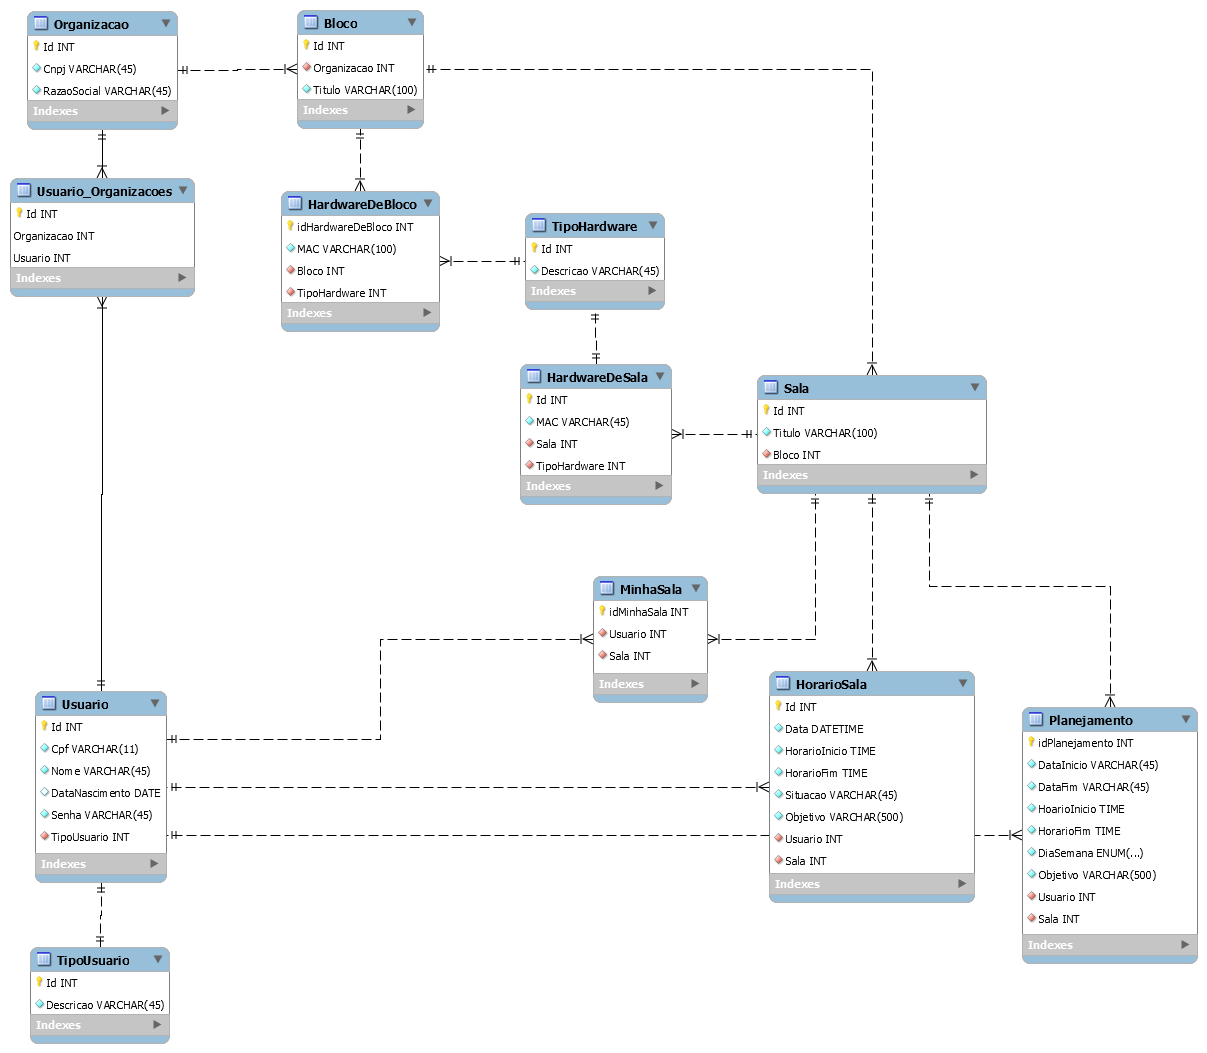 Organizacao
Id INT
Cnpj VARCHAR(45)
RazaoSocial VARCHAR(45)
Indexes
Bloco
Id INT
Organizacao INT
Titulo VARCHAR(100)
Indexes
Usuario_Organizacoes
Id INT
Organizacao INT
Usuario INT
Indexes
HardwareDeBloco
idHardwareDeBloco INT
MAC VARCHAR(100)
Bloco INT
TipoHardware INT
Indexes
TipoHardware
Id INT
Descricao VARCHAR(45)
Indexes
HardwareDeSala
Id INT
MAC VARCHAR(45)
Sala INT
TipoHardware INT
Indexes
Sala
Id INT
Titulo VARCHAR(100)
Bloco INT
Indexes
MinhaSala
idMinhaSala INT
Usuario INT
Sala INT
Indexes
Usuario
Id INT
Cpf VARCHAR(11)
Nome VARCHAR(45)
DataNascimento DATE
Senha VARCHAR(45)
TipoUsuario INT
Indexes
HorarioSala
Id INT
Data DATETIME
HorarioInicio TIME
HorarioFim TIME
Situacao VARCHAR(45)
Objetivo VARCHAR(500)
Usuario INT
Sala INT
Indexes
Planejamento
idPlanejamento INT
DataInicio VARCHAR(45)
DataFim VARCHAR(45)
HoarioInicio TIME
HorarioFim TIME
DiaSemana ENUM(...)
Objetivo VARCHAR(500)
Usuario INT
Sala INT
Indexes
TipoUsuario
Id INT
Descricao VARCHAR(45)
Indexes